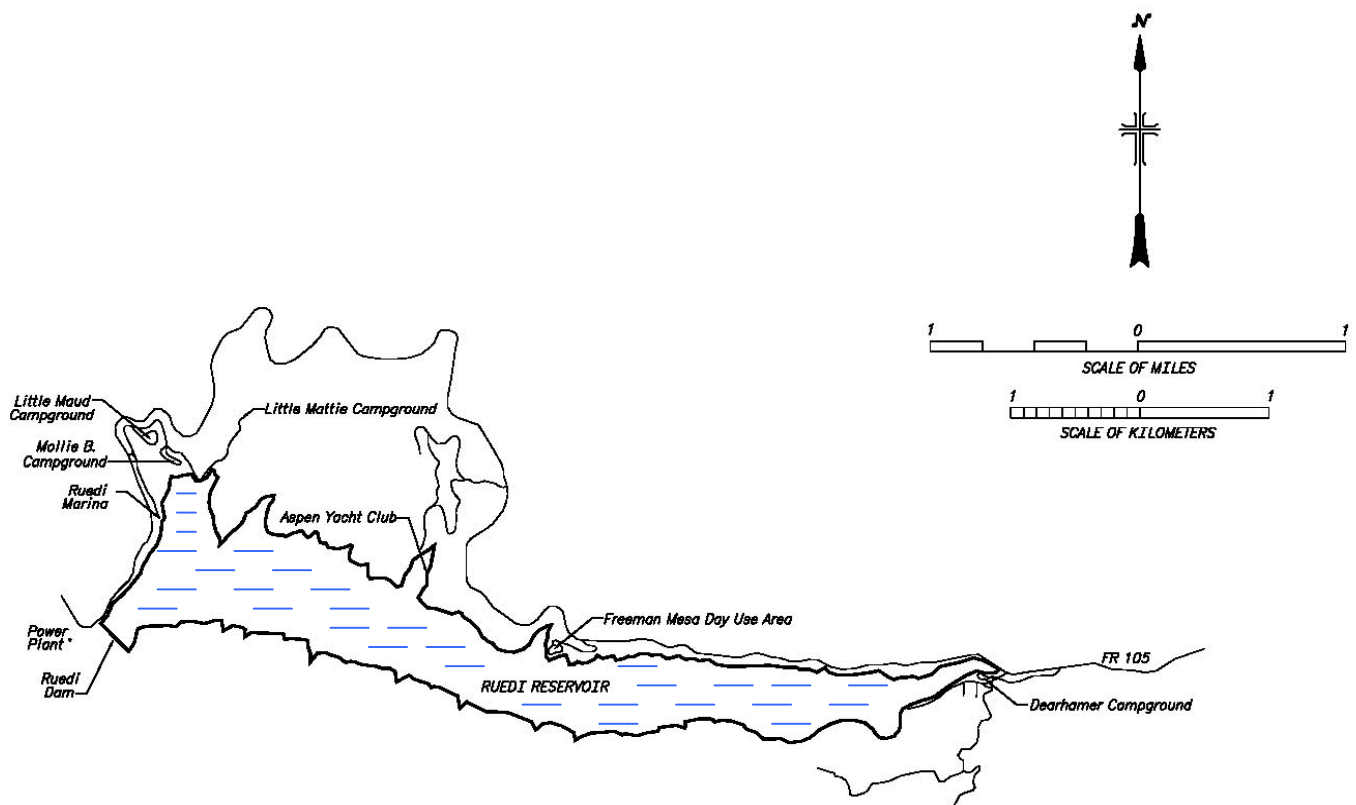 N
1 0 1
SCALE OF MILES
1 0 1
SCALE OF KILOMETERS
Little Maud
Campground
Little Mattie Campground
Mollie B.
Campground
Ruedi
Marina
Aspen Yacht Club
Freeman Mesa Day Use Area
Power
Plant*
Ruedi
Dam
RUEDI RESERVOIR
FR 105
Dearhamer Campground